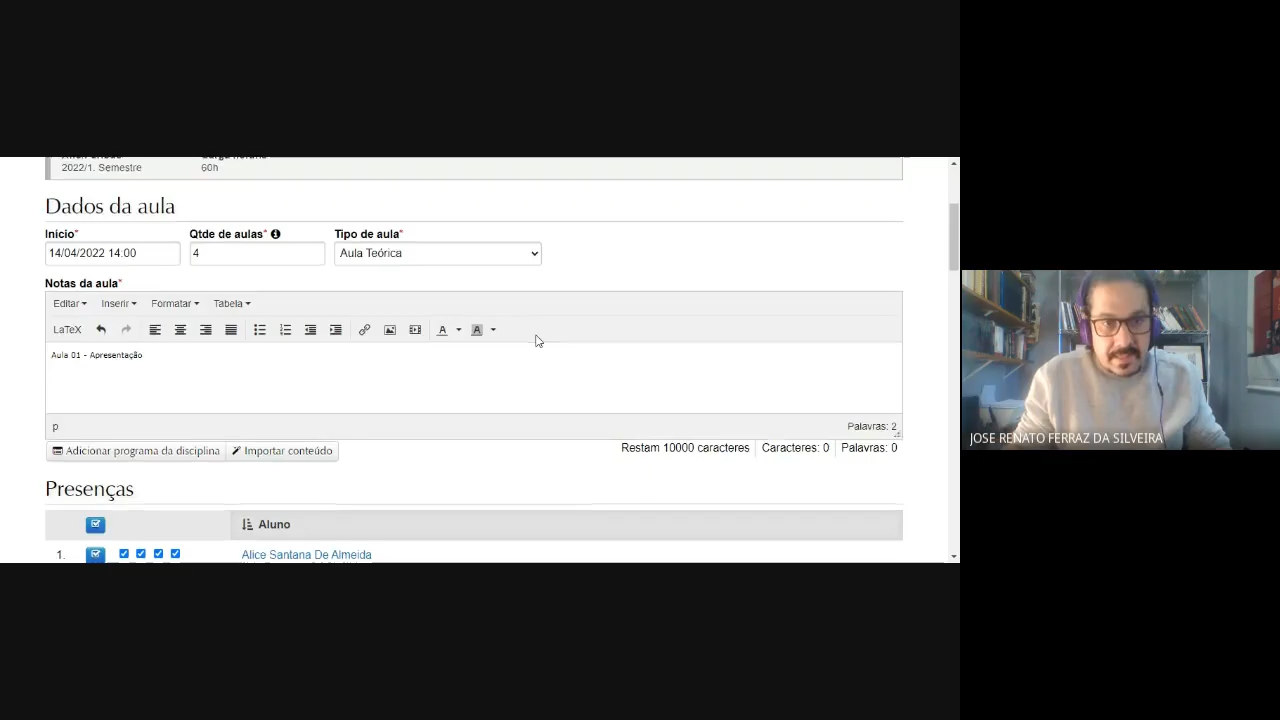 2022/1. Semestre 60h
Dados da aula
Início* Qtde de aulas* Tipo de aula*
14/04/2022 14:00 4 Aula Teórica
Notas da aula*
Editar Inserir Formatar Tabela
LaTeX A A
Aula 01 - Apresentação
p Palavras: 2
Adicionar programa da disciplina Importar conteúdo Restam 10000 caracteres Caracteres: 0 Palavras: 0
JOSE RENATO FERRAZ DA SILVEIRA
Presenças
Aluno
1. Alice Santana De Almeida